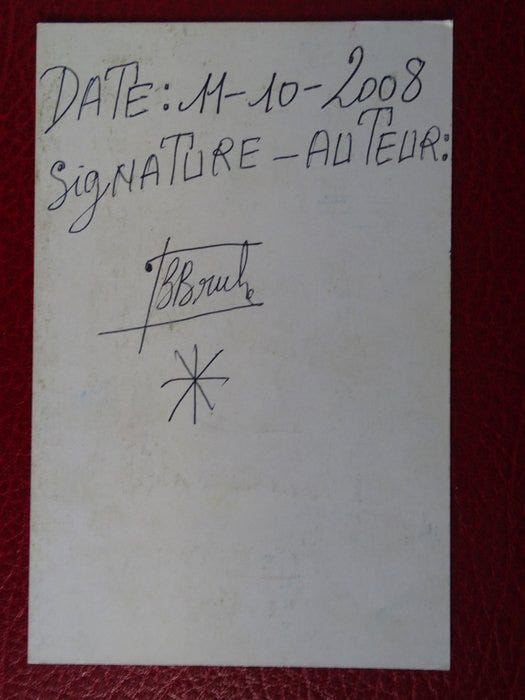 DATE: 11-10-2008
SigNATURE - AUTEUR: